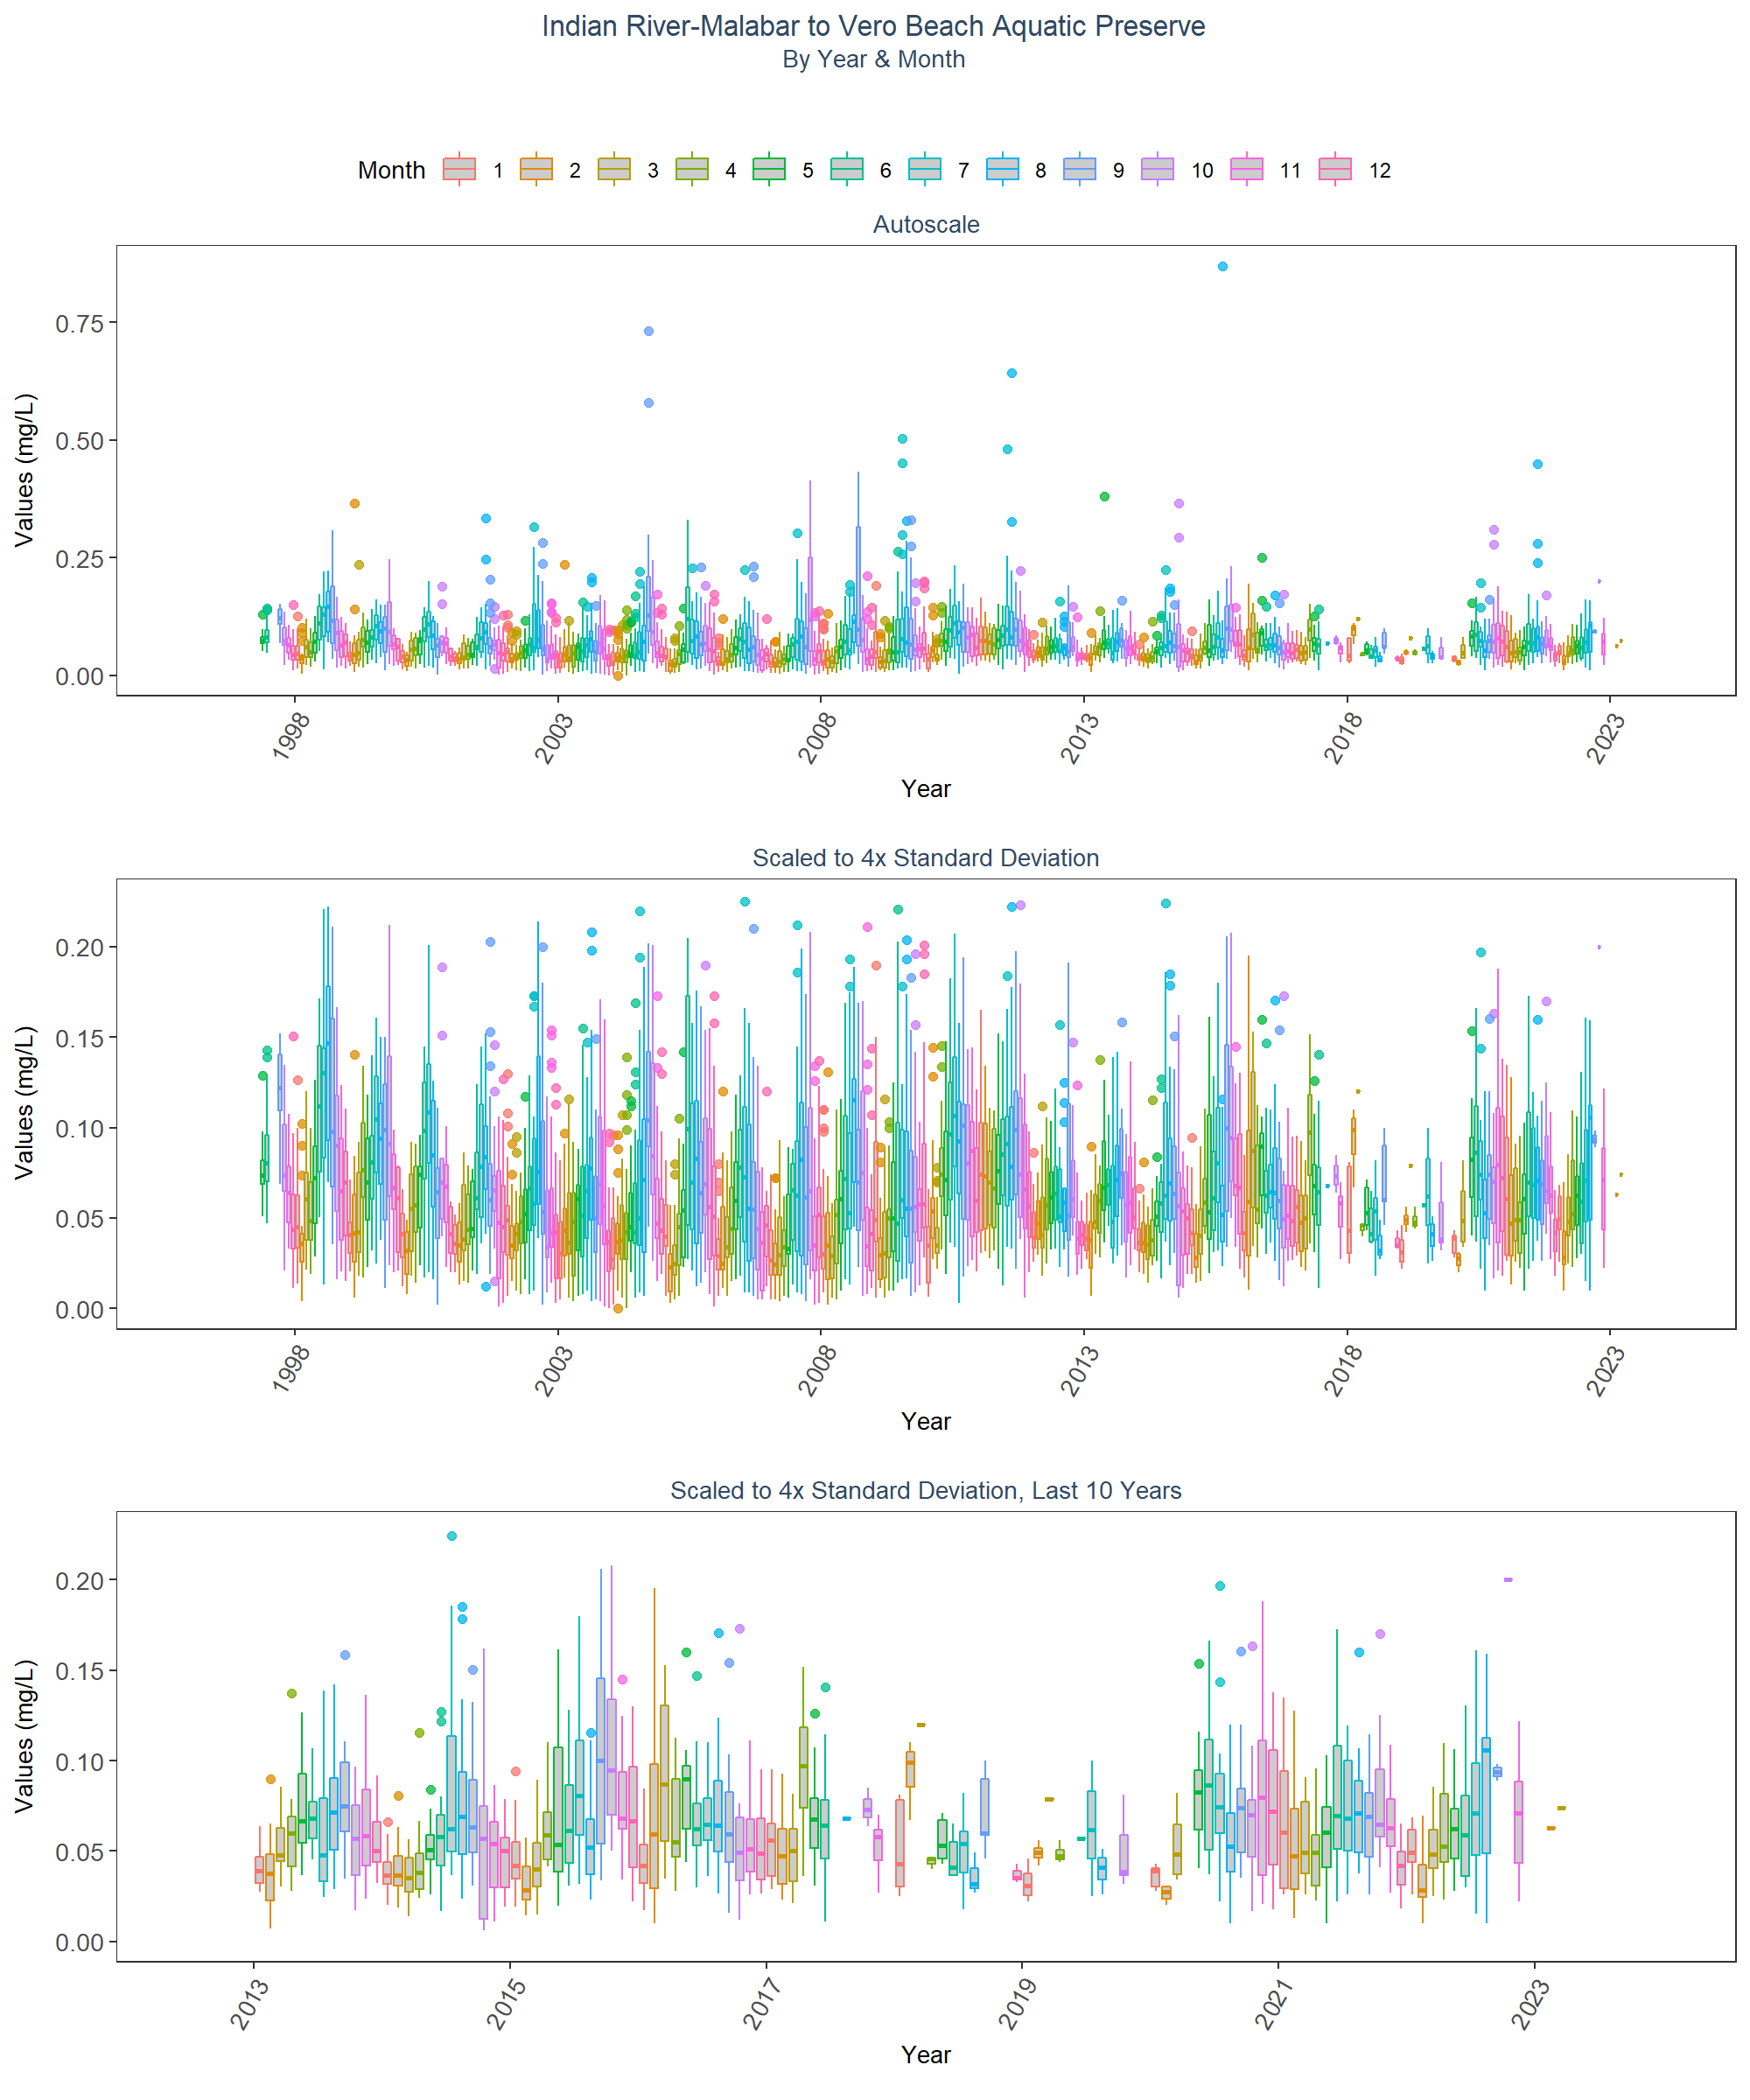 Indian River-Malabar to Vero Beach Aquatic Preserve
By Year & Month
Month 1 2 3 4 5 6 7 8 9 10 11 12
Autoscale
Values (mg/L)
0.75
0.50
0.25
0.00
1998 2003 2008 2013 2018 2023
Year
Scaled to 4x Standard Deviation
Values (mg/L)
0.20
0.15
0.10
0.05
0.00
1998 2003 2008 2013 2018 2023
Year
Scaled to 4x Standard Deviation, Last 10 Years
Values (mg/L)
0.20
0.15
0.10
0.05
0.00
2013 2015 2017 2019 2021 2023
Year